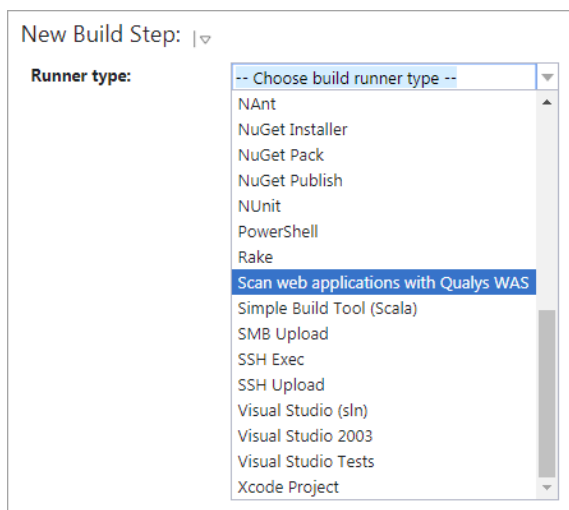 New Build Step:
Runner type:
-- Choose build runner type --
NAnt
NuGet Installer
NuGet Pack
NuGet Publish
NUnit
PowerShell
Rake
Scan web applications with Qualys WAS
Simple Build Tool (Scala)
SMB Upload
SSH Exec
SSH Upload
Visual Studio (sln)
Visual Studio 2003
Visual Studio Tests
Xcode Project